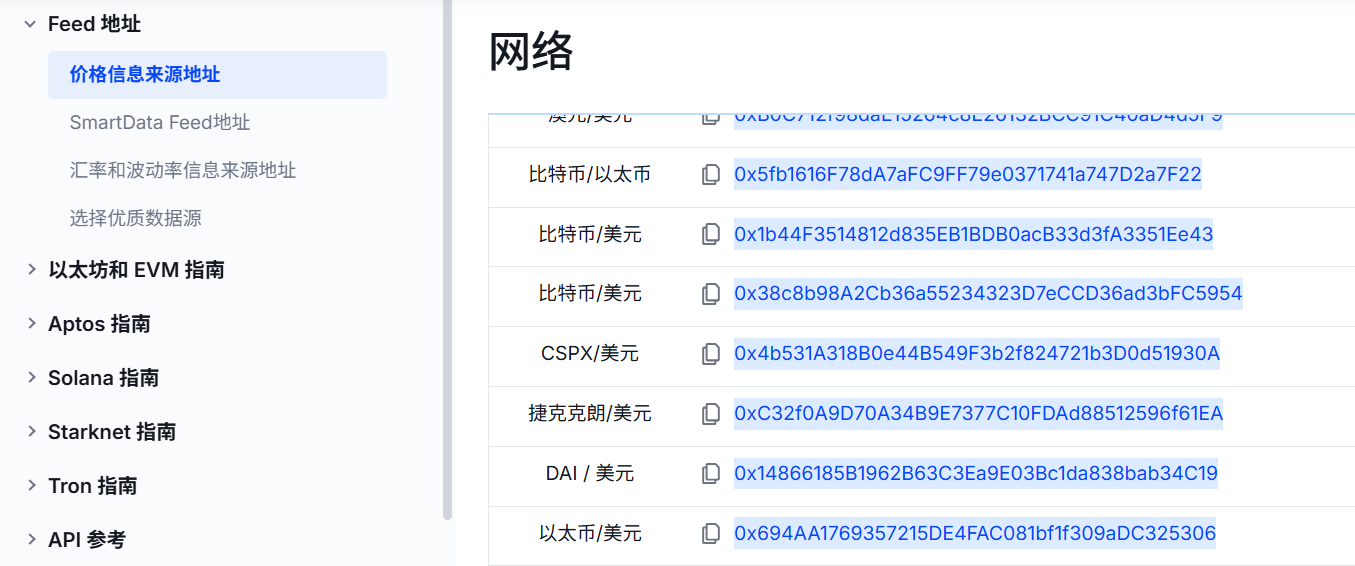 Feed 地址
价格信息来源地址
SmartData Feed地址
汇率和波动率信息来源地址
选择优质数据源
以太坊和 EVM 指南
Aptos 指南
Solana 指南
Starknet 指南
Tron 指南
API 参考
网络
澳元/美元 0xB0C712f98daE15264c8E26132BCC91C40aD4d5F9
比特币/以太币 0x5fb1616F78dA7aFC9FF79e0371741a747D2a7F22
比特币/美元 0x1b44F3514812d835EB1BDB0acB33d3fA3351Ee43
比特币/美元 0x38c8b98A2Cb36a55234323D7eCCD36ad3bFC5954
CSPX/美元 0x4b531A318B0e44B549F3b2f824721b3D0d51930A
捷克克朗/美元 0xC32f0A9D70A34B9E7377C10FDAd88512596f61EA
DAI / 美元 0x14866185B1962B63C3Ea9E03Bc1da838bab34C19
以太币/美元 0x694AA1769357215DE4FAC081bf1f309aDC325306